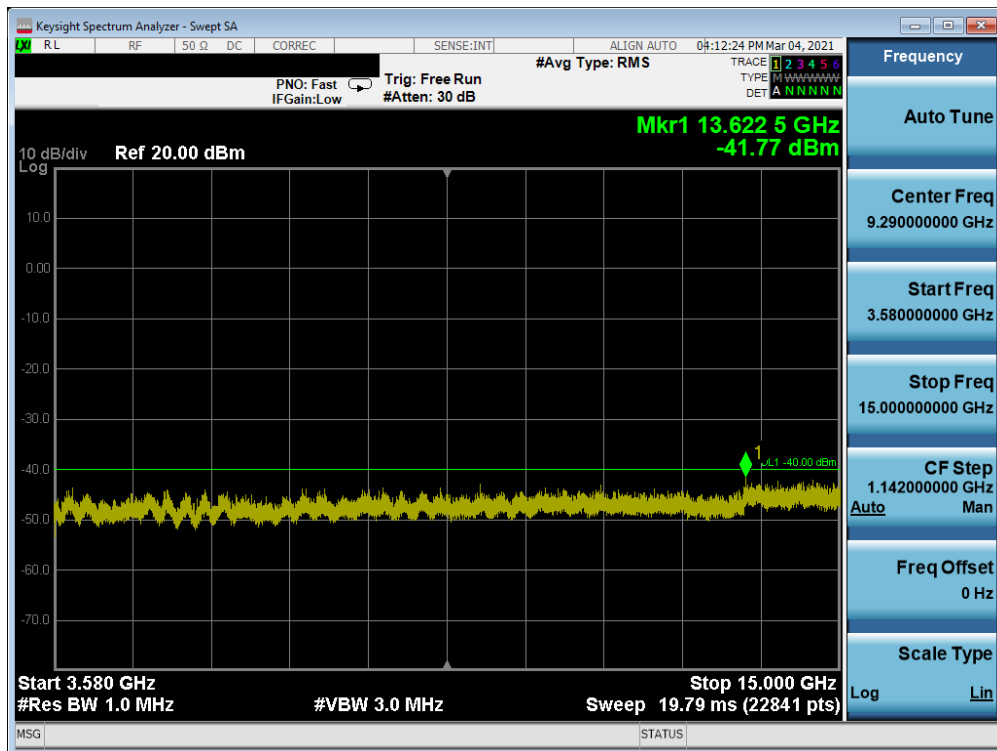 Keysight Spectrum Analyzer - Swept SA
LXI RL RF 50 Ω DC CORREC SENSE:INT ALIGN AUTO 04:12:24 PM Mar 04, 2021
PNO: Fast Trig: Free Run #Avg Type: RMS TRACE 1 2 3 4 5 6
IFGain:Low #Atten: 30 dB TYPE M WWWWW
DET A N N N N N
Mkr1 13.622 5 GHz
-41.77 dBm
10 dB/div Ref 20.00 dBm
Log
10.0
0.00
-10.0
-20.0
-30.0
1
DL1 -40.00 dBm
-40.0
-50.0
-60.0
-70.0
Start 3.580 GHz Stop 15.000 GHz
#Res BW 1.0 MHz #VBW 3.0 MHz Sweep 19.79 ms (22841 pts)
MSG STATUS
Frequency
Auto Tune
Center Freq
9.290000000 GHz
Start Freq
3.580000000 GHz
Stop Freq
15.000000000 GHz
CF Step
1.142000000 GHz
Auto Man
Freq Offset
0 Hz
Scale Type
Log Lin